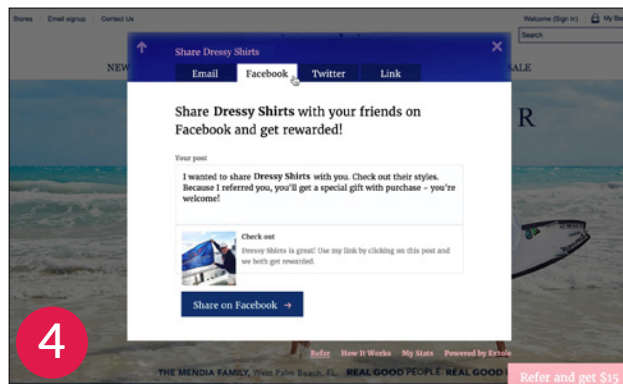 Stores Email signup Contact Us Welcome (Sign In) My Ba
Search
Share Dressy Shirts
NEW SALE
Email Facebook Twitter Link
R
Share Dressy Shirts with your friends on
Facebook and get rewarded!
Your post
I wanted to share Dressy Shirts with you. Check out their styles.
Because I referred you, you'll get a special gift with purchase – you're
welcome!
Check out
Dressy Shirts is great! Use my link by clicking on this post and
we both get rewarded.
Share on Facebook →
4
Refer How It Works My Stats Powered by Extole
THE MENDIA FAMILY, West Palm Beach, FL. REAL GOOD PEOPLE. REAL GOOD
Refer and get $15